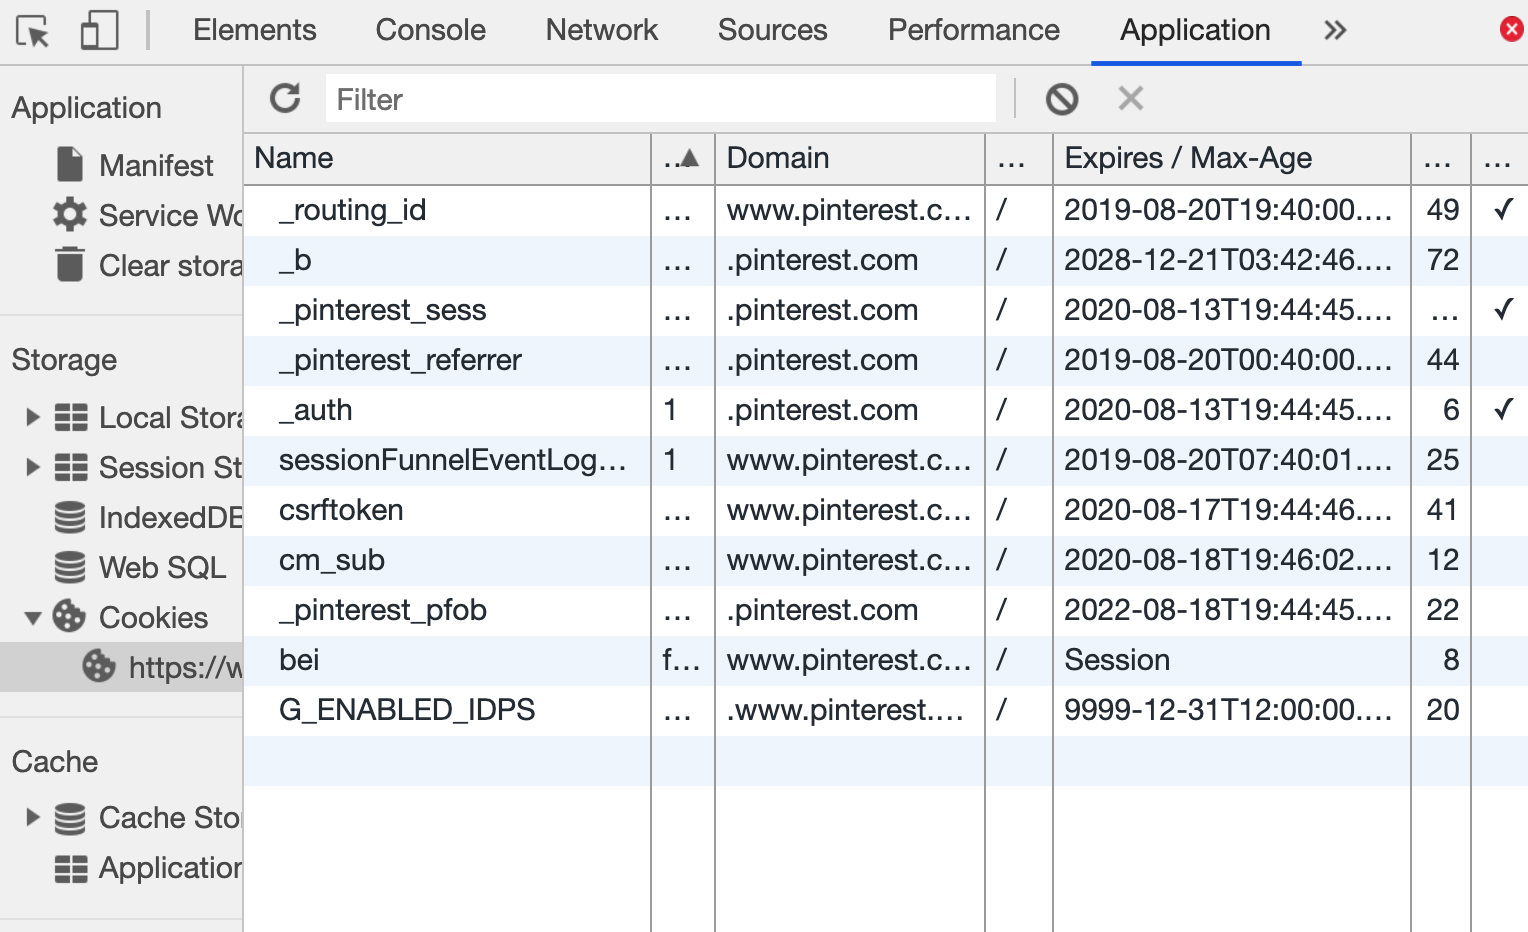 Elements Console Network Sources Performance Application »
Filter
Application
Manifest
Service Wo
Clear stora
Storage
Local Stora
Session St
IndexedDB
Web SQL
Cookies
https://w
Cache
Cache Sto
Application
Name ... Domain ... Expires / Max-Age ... ...
_routing_id ... www.pinterest.c... / 2019-08-20T19:40:00.... 49 ✓
_b ... .pinterest.com / 2028-12-21T03:42:46.... 72
_pinterest_sess ... .pinterest.com / 2020-08-13T19:44:45.... ... ✓
_pinterest_referrer ... .pinterest.com / 2019-08-20T00:40:00.... 44
_auth 1 .pinterest.com / 2020-08-13T19:44:45.... 6 ✓
sessionFunnelEventLog... 1 www.pinterest.c... / 2019-08-20T07:40:01.... 25
csrftoken ... www.pinterest.c... / 2020-08-17T19:44:46.... 41
cm_sub ... www.pinterest.c... / 2020-08-18T19:46:02.... 12
_pinterest_pfob ... .pinterest.com / 2022-08-18T19:44:45.... 22
bei f... www.pinterest.c... / Session 8
G_ENABLED_IDPS ... .www.pinterest.... / 9999-12-31T12:00:00.... 20